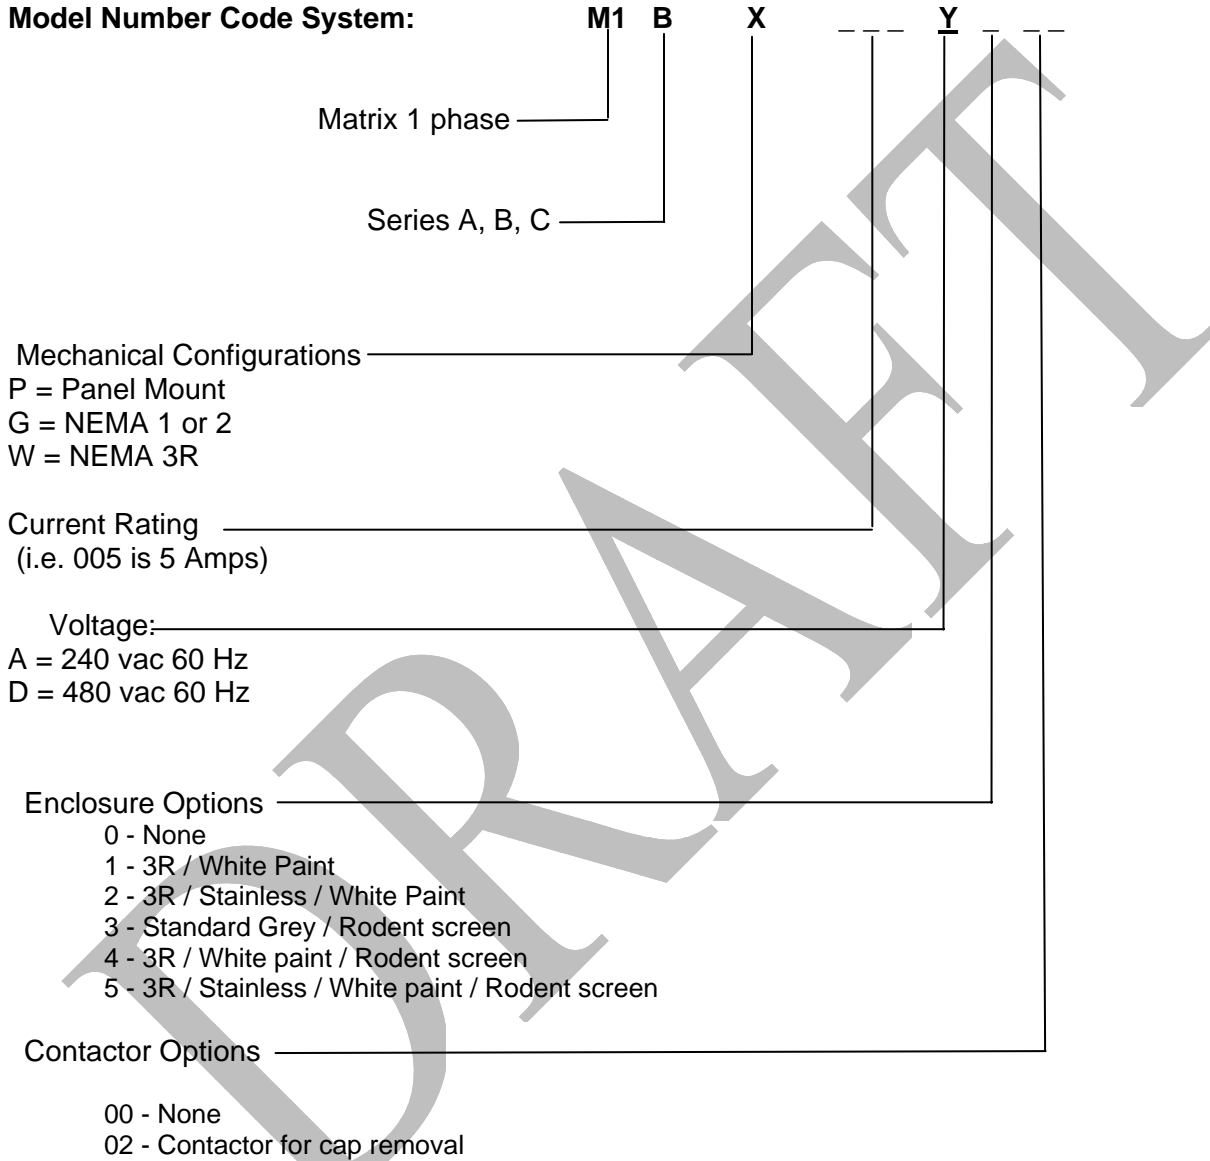 Model Number Code System: M1 B X _ _ _ Y _ _ _
Matrix 1 phase
Series A, B, C
Mechanical Configurations
P = Panel Mount
G = NEMA 1 or 2
W = NEMA 3R
Current Rating
(i.e. 005 is 5 Amps)
Voltage:
A = 240 vac 60 Hz
D = 480 vac 60 Hz
Enclosure Options
0 - None
1 - 3R / White Paint
2 - 3R / Stainless / White Paint
3 - Standard Grey / Rodent screen
4 - 3R / White paint / Rodent screen
5 - 3R / Stainless / White paint / Rodent screen
Contactor Options
00 - None
02 - Contactor for cap removal
DRAFT